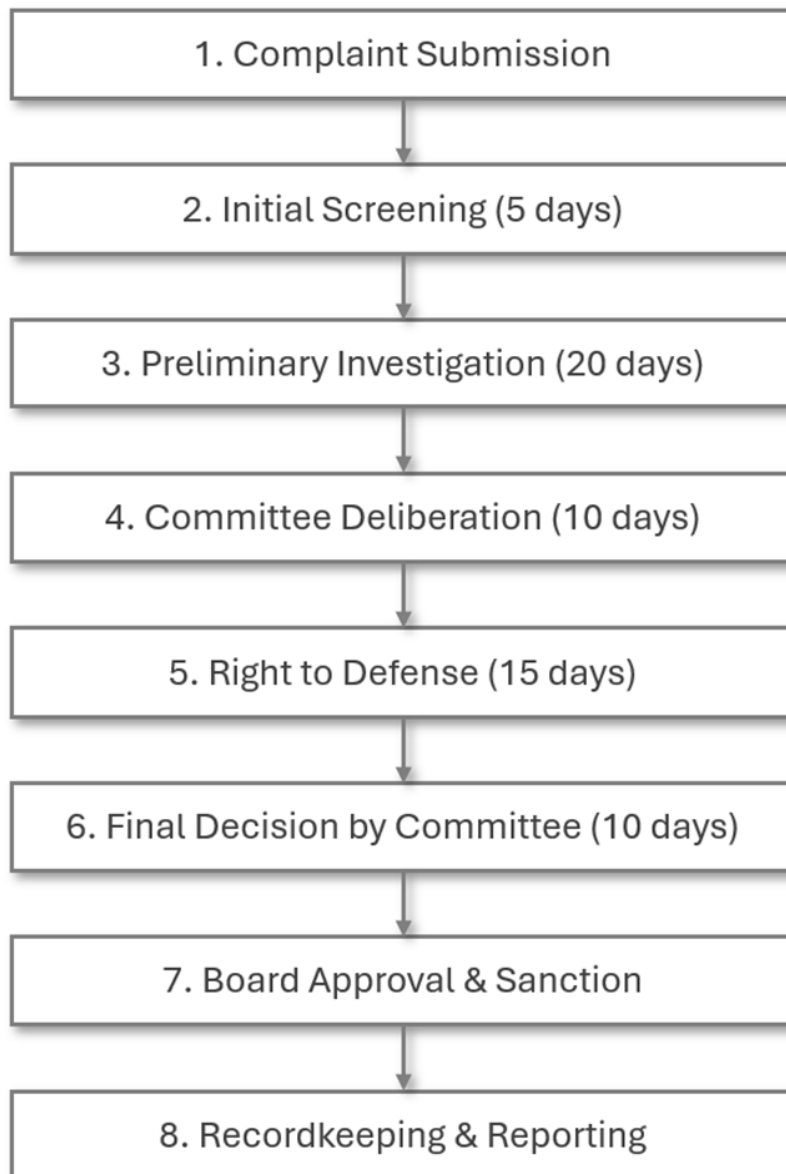 1. Complaint Submission
2. Initial Screening (5 days)
3. Preliminary Investigation (20 days)
4. Committee Deliberation (10 days)
5. Right to Defense (15 days)
6. Final Decision by Committee (10 days)
7. Board Approval & Sanction
8. Recordkeeping & Reporting